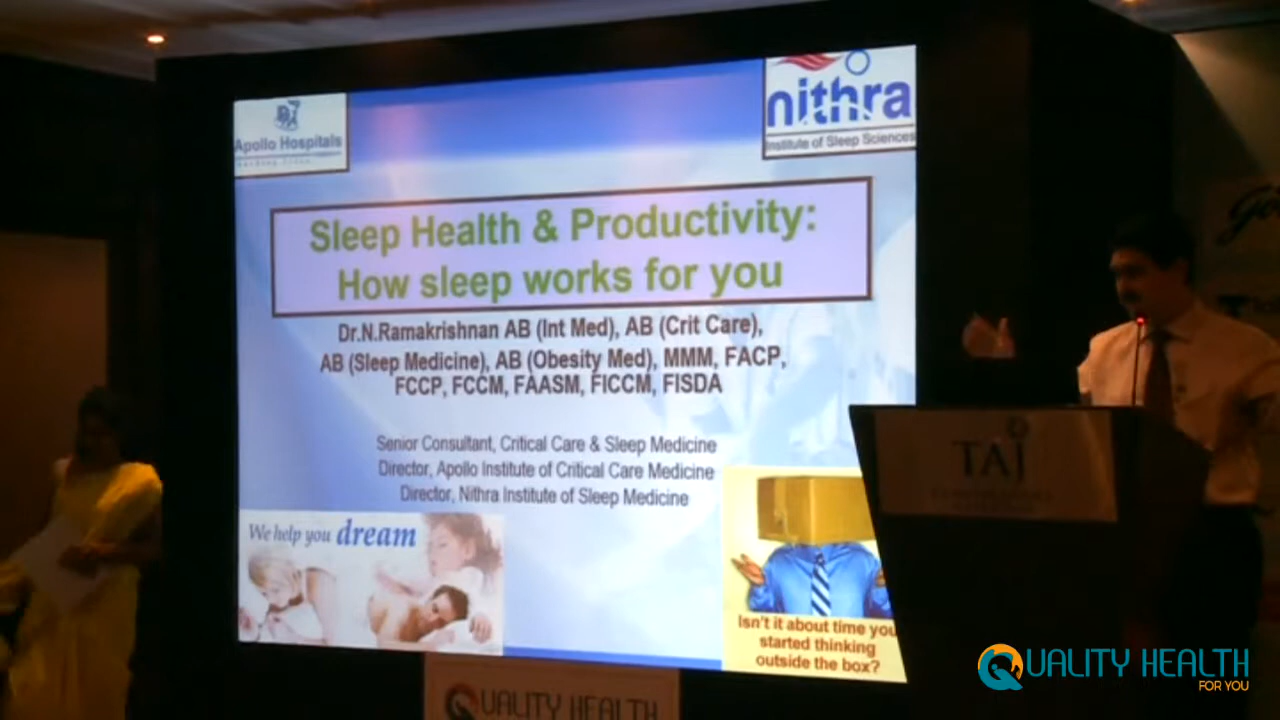 Apollo Hospitals
nithra
Institute of Sleep Sciences
Sleep Health & Productivity:
How sleep works for you
Dr.N.Ramakrishnan AB (Int Med), AB (Crit Care),
AB (Sleep Medicine), AB (Obesity Med), MMM, FACP,
FCCP, FCCM, FAASM, FICCM, FISDA
Senior Consultant, Critical Care & Sleep Medicine
Director, Apollo Institute of Critical Care Medicine
Director, Nithra Institute of Sleep Medicine
We help you dream
Isn't it about time you
started thinking
outside the box?
TAJ
QUALITY HEALTH
QUALITY HEALTH
FOR YOU